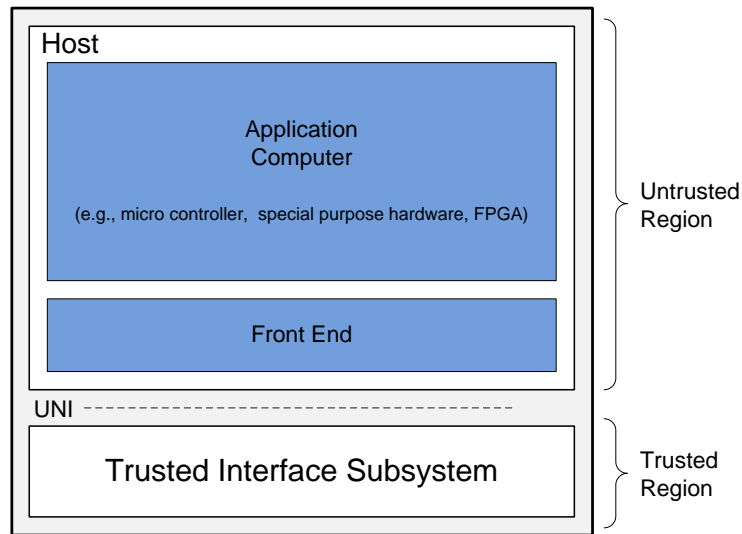 Host
Application
Computer
(e.g., micro controller, special purpose hardware, FPGA)
Front End
UNI
Trusted Interface Subsystem
Untrusted
Region
Trusted
Region